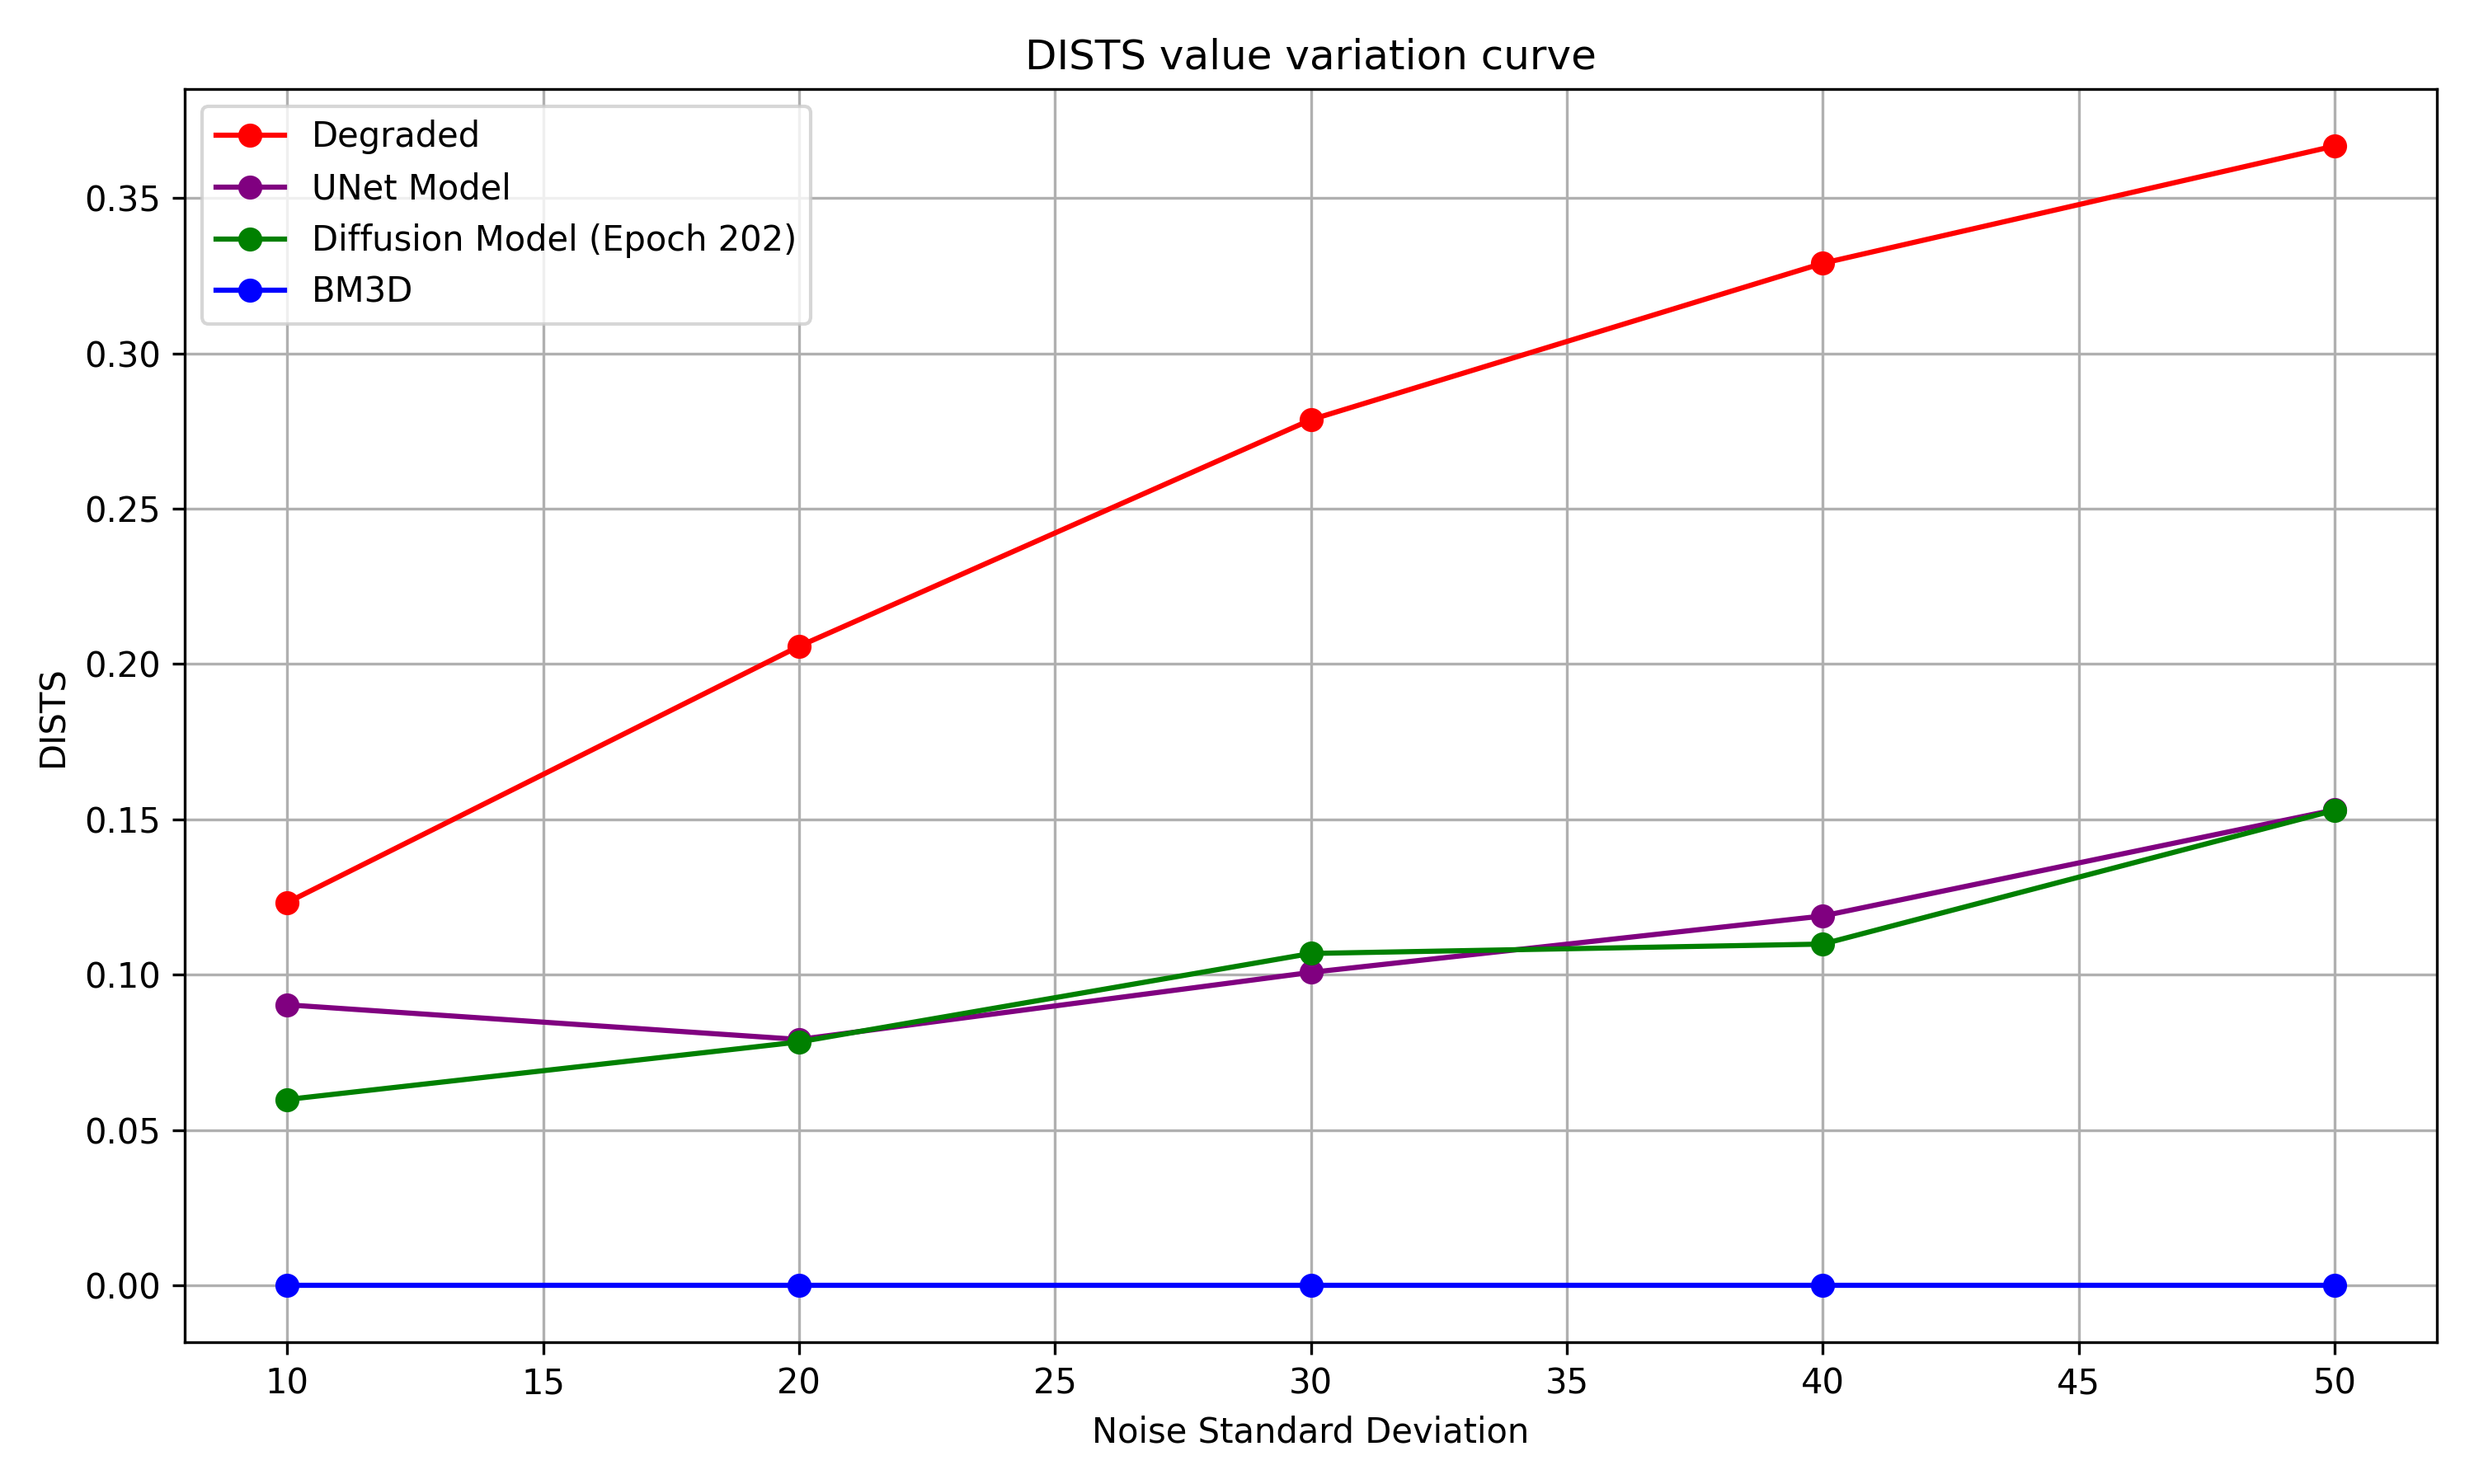 DISTS value variation curve
Degraded
UNet Model
Diffusion Model (Epoch 202)
BM3D
0.35
0.30
0.25
0.20
0.15
0.10
0.05
0.00
DISTS
10 15 20 25 30 35 40 45 50
Noise Standard Deviation